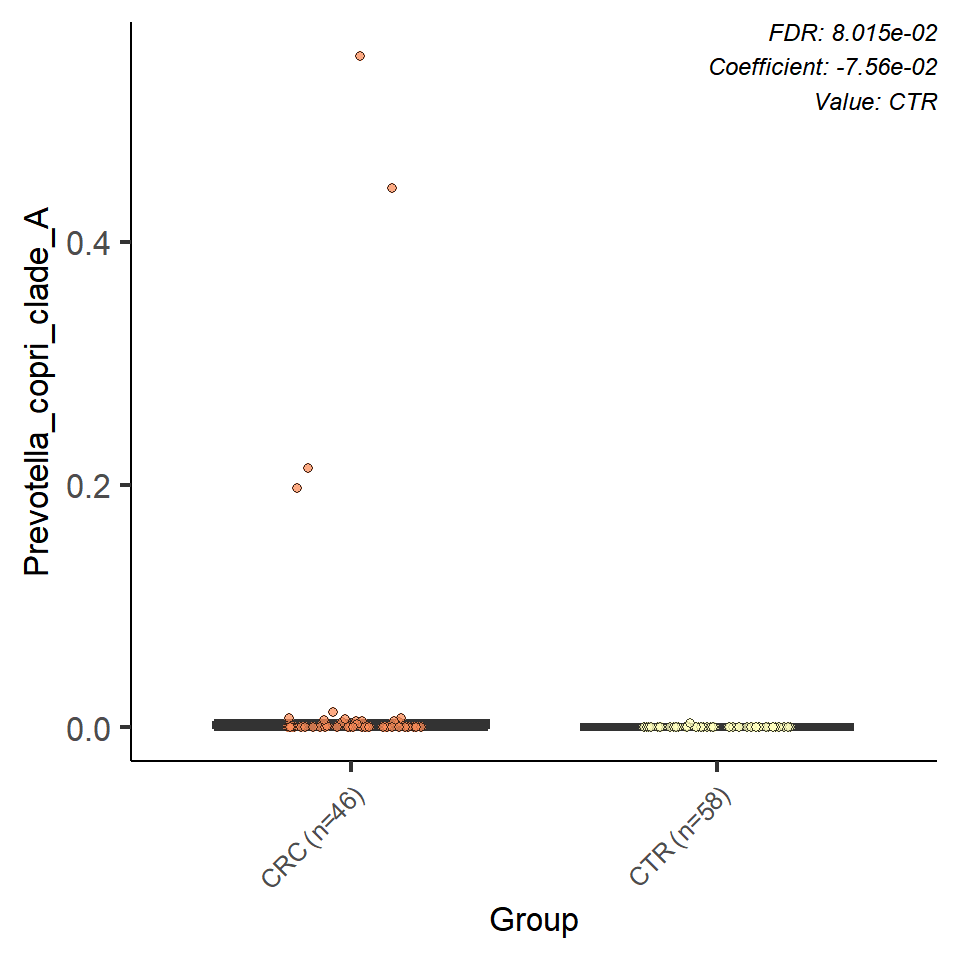 FDR: 8.015e-02
Coefficient: -7.56e-02
Value: CTR
Prevotella_copri_clade_A
0.4
0.2
0.0
CRC (n=46)
CTR (n=58)
Group